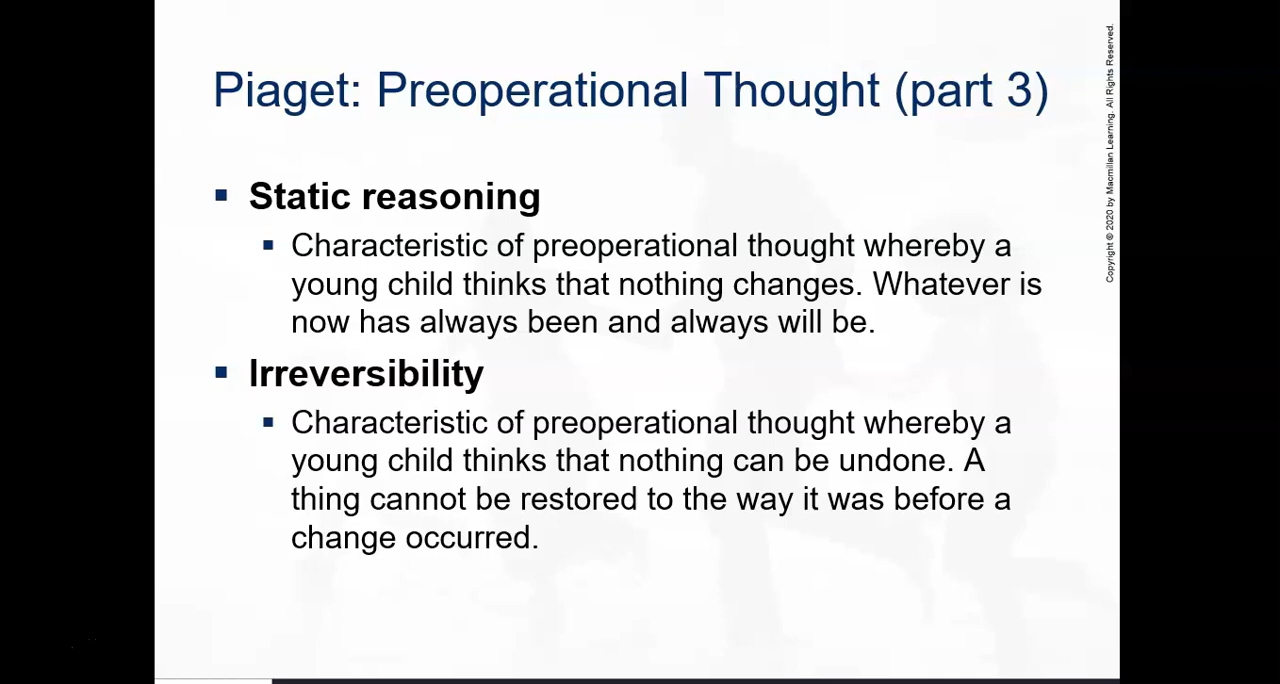 Piaget: Preoperational Thought (part 3)
▪ Static reasoning
▪ Characteristic of preoperational thought whereby a
young child thinks that nothing changes. Whatever is
now has always been and always will be.
▪ Irreversibility
▪ Characteristic of preoperational thought whereby a
young child thinks that nothing can be undone. A
thing cannot be restored to the way it was before a
change occurred.
Copyright © 2020 by Macmillan Learning. All Rights Reserved.